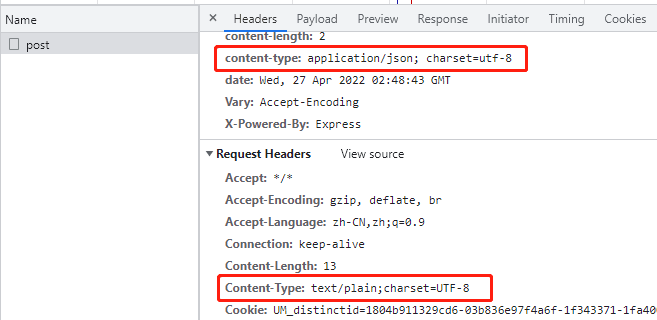 Name
Headers Payload Preview Response Initiator Timing Cookies
post
content-length: 2
content-type: application/json; charset=utf-8
date: Wed, 27 Apr 2022 02:48:43 GMT
Vary: Accept-Encoding
X-Powered-By: Express
Request Headers View source
Accept: */*
Accept-Encoding: gzip, deflate, br
Accept-Language: zh-CN,zh;q=0.9
Connection: keep-alive
Content-Length: 13
Content-Type: text/plain;charset=UTF-8
Cookie: UM_distinctid=1804b911329cd6-03b836e97f4a6f-1f343371-1fa40